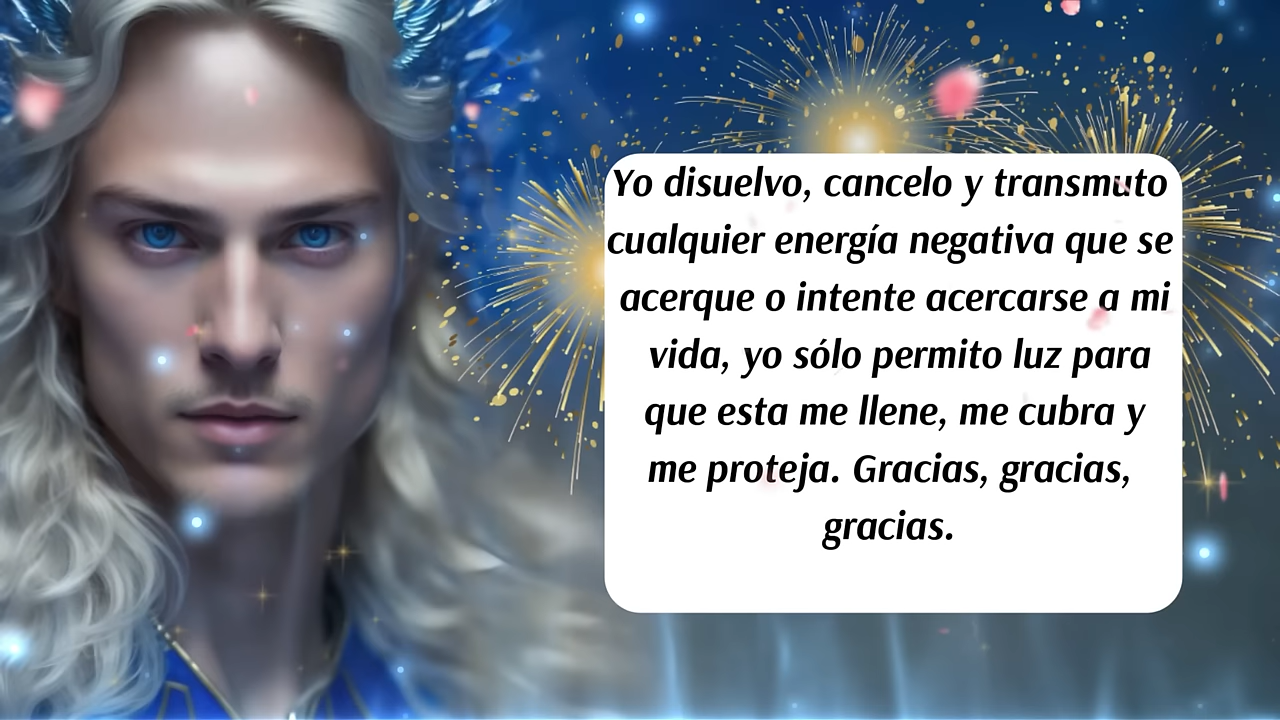 Yo disuelvo, cancelo y transmuto
cualquier energía negativa que se
acerque o intente acercarse a mi
vida, yo sólo permito luz para
que esta me llene, me cubra y
me proteja. Gracias, gracias,
gracias.